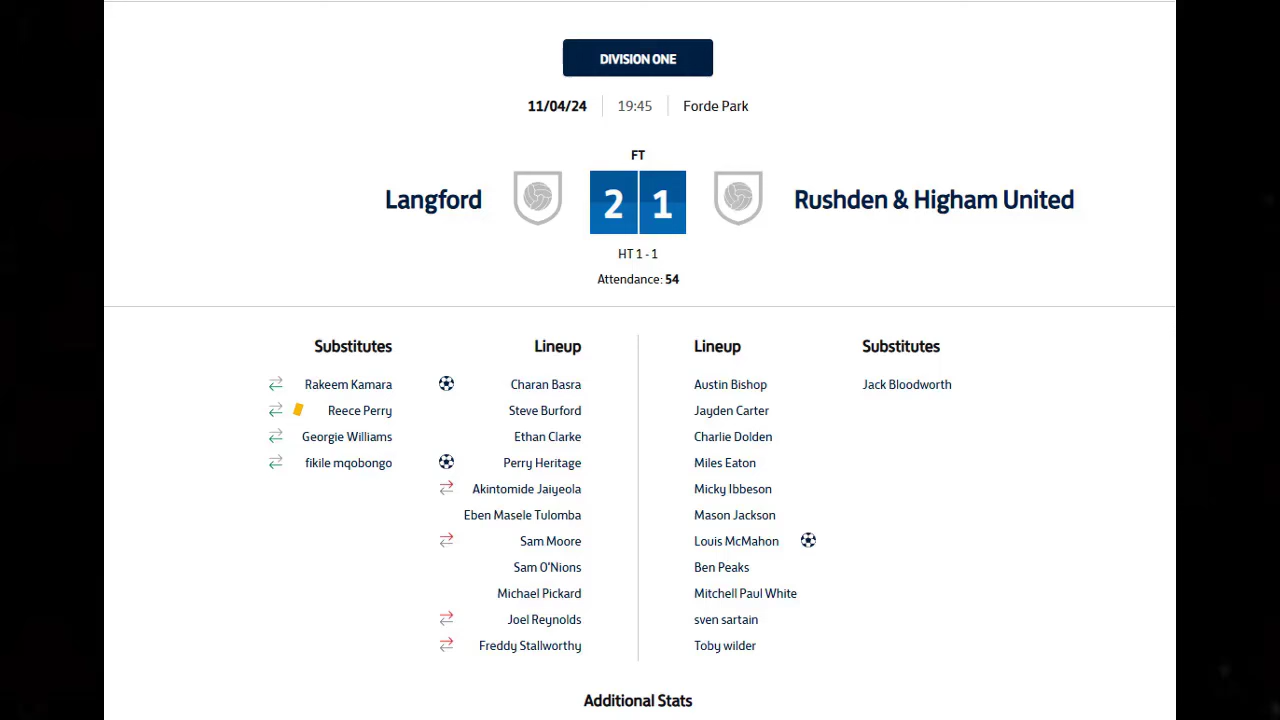 DIVISION ONE
11/04/24 19:45 Forde Park
FT
Langford 2 1 Rushden & Higham United
HT 1 - 1
Attendance: 54
Substitutes Lineup Lineup Substitutes
Rakeem Kamara Charan Basra Austin Bishop Jack Bloodworth
Reece Perry Steve Burford Jayden Carter
Georgie Williams Ethan Clarke Charlie Dolden
fikile mqobongo Perry Heritage Miles Eaton
Akintomide Jaiyeola Micky Ibbeson
Eben Masele Tulomba Mason Jackson
Sam Moore Louis McMahon
Sam O'Nions Ben Peaks
Michael Pickard Mitchell Paul White
Joel Reynolds sven sartain
Freddy Stallworthy Toby wilder
Additional Stats